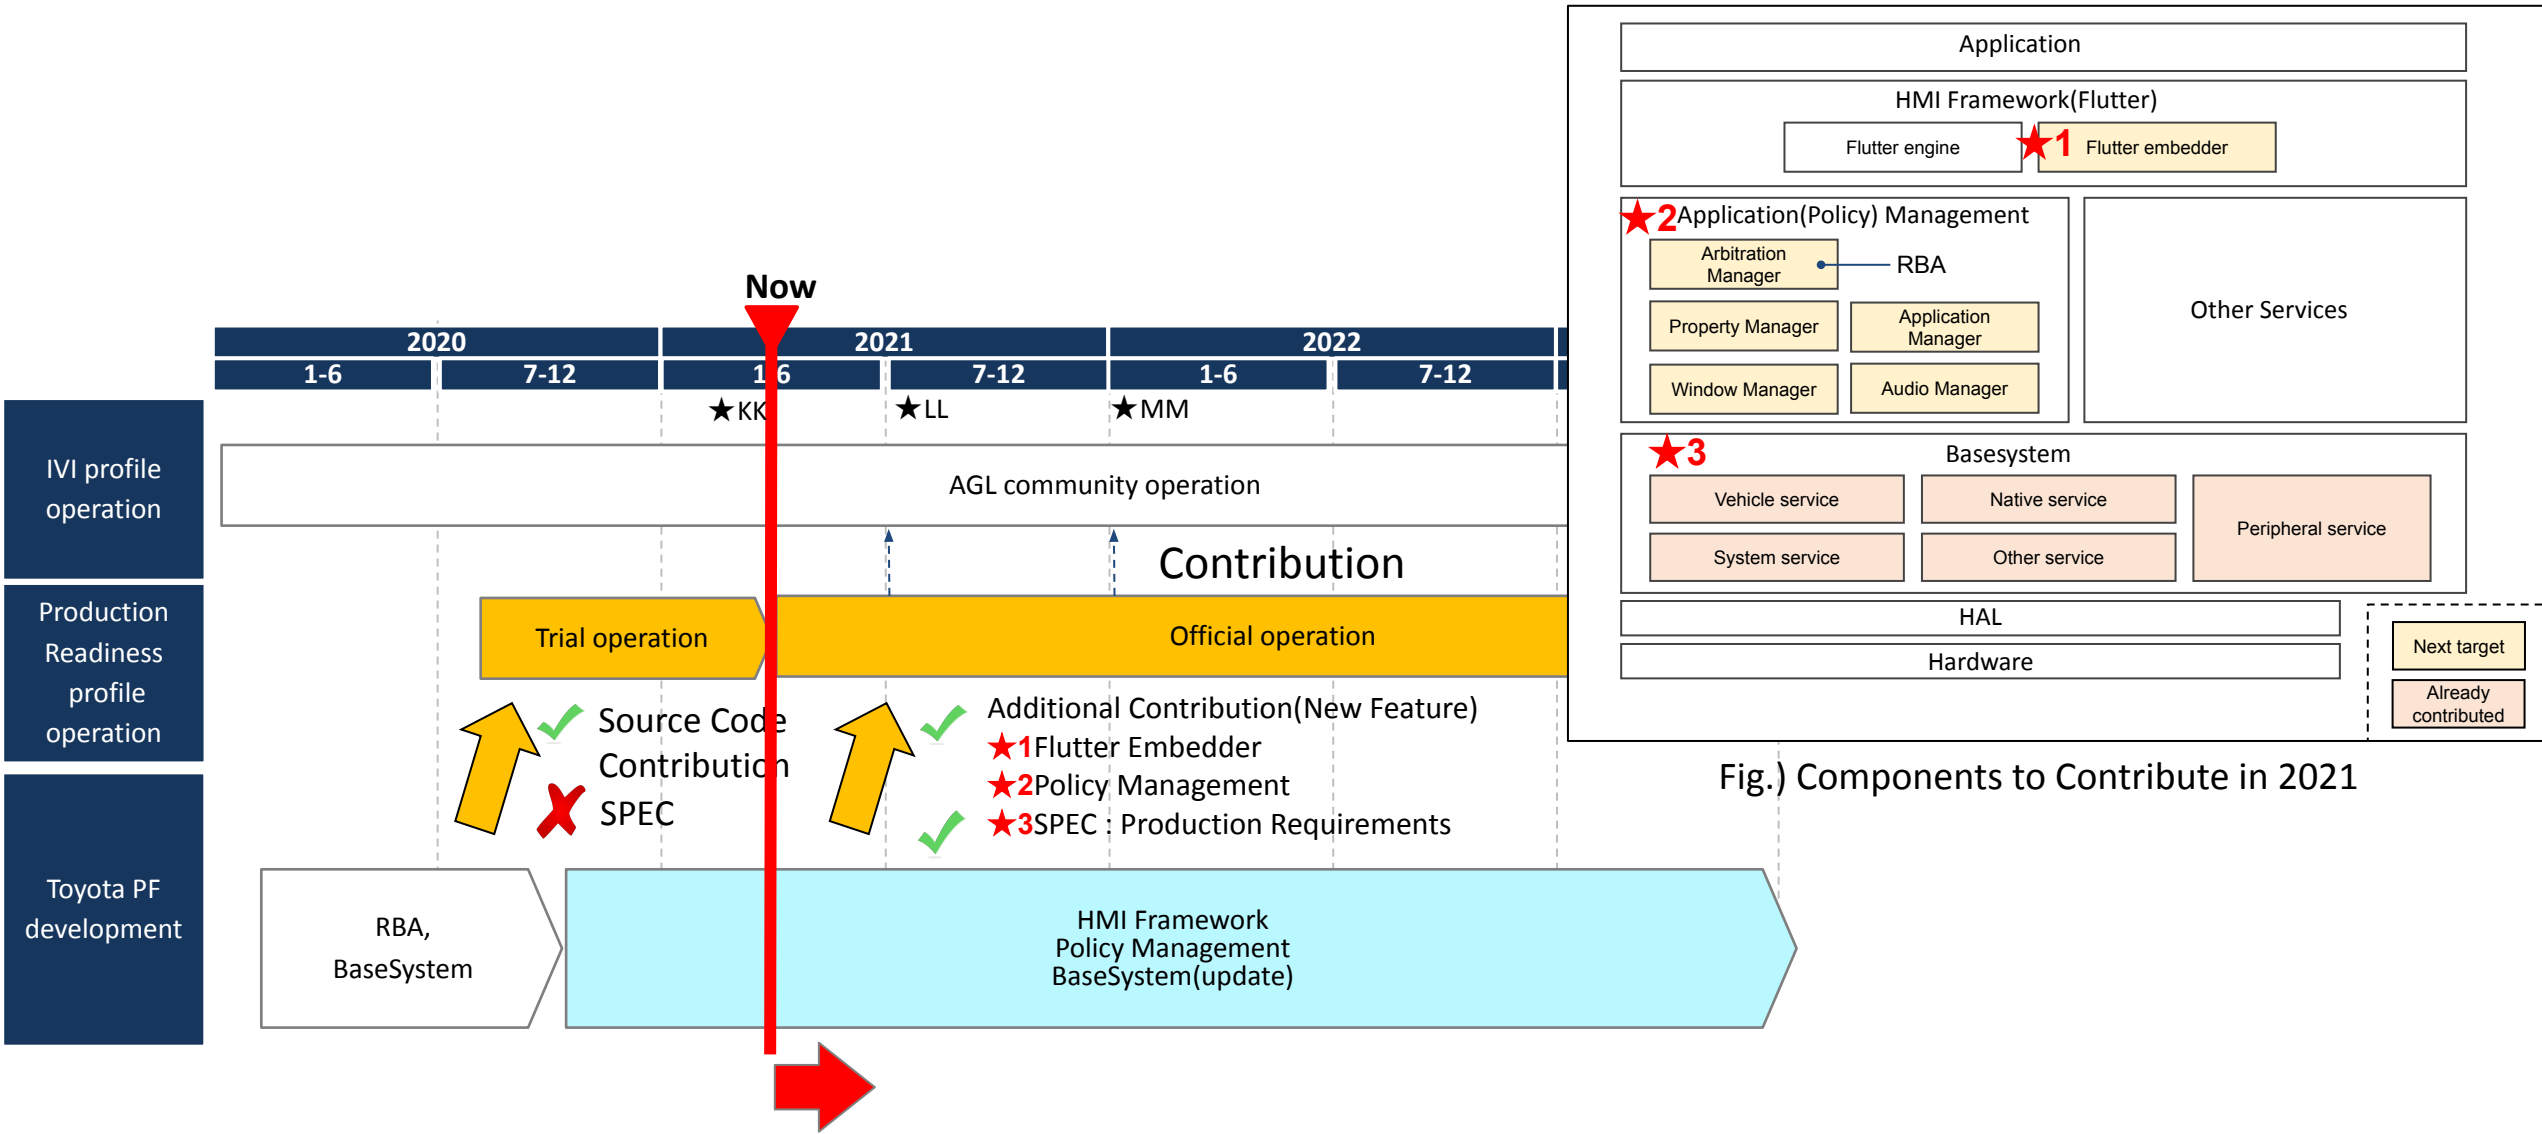 Now
2020
2021
2022
1-6
7-12
1-6
7-12
1-6
7-12
★KK
★LL
★MM
IVI profile
operation
AGL community operation
Contribution
Production
Readiness
profile
operation
Trial operation
Official operation
Source Code
Contribution
SPEC
Additional Contribution(New Feature)
★1Flutter Embedder
★2Policy Management
★3SPEC : Production Requirements
Toyota PF
development
RBA,
BaseSystem
HMI Framework
Policy Management
BaseSystem(update)
Application
HMI Framework(Flutter)
Flutter engine
★1
Flutter embedder
★2Application(Policy) Management
Arbitration
Manager
RBA
Property Manager
Application
Manager
Window Manager
Audio Manager
Other Services
★3
Basesystem
Vehicle service
Native service
Peripheral service
System service
Other service
HAL
Hardware
Next target
Already
contributed
Fig.) Components to Contribute in 2021